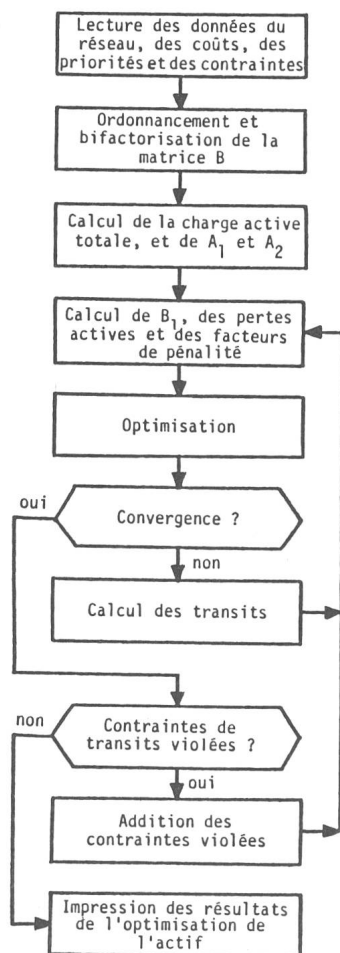 Lecture des données du
réseau, des coûts, des
priorités et des contraintes
Ordonnancement et
bifactorisation de la
matrice B
Calcul de la charge active
totale, et de A1 et A2
Calcul de B1, des pertes
actives et des facteurs
de pénalité
Optimisation
oui
Convergence ?
non
Calcul des transits
non
Contraintes de
transits violées ?
oui
Addition des
contraintes violées
Impression des résultats
de l'optimisation de
l'actif